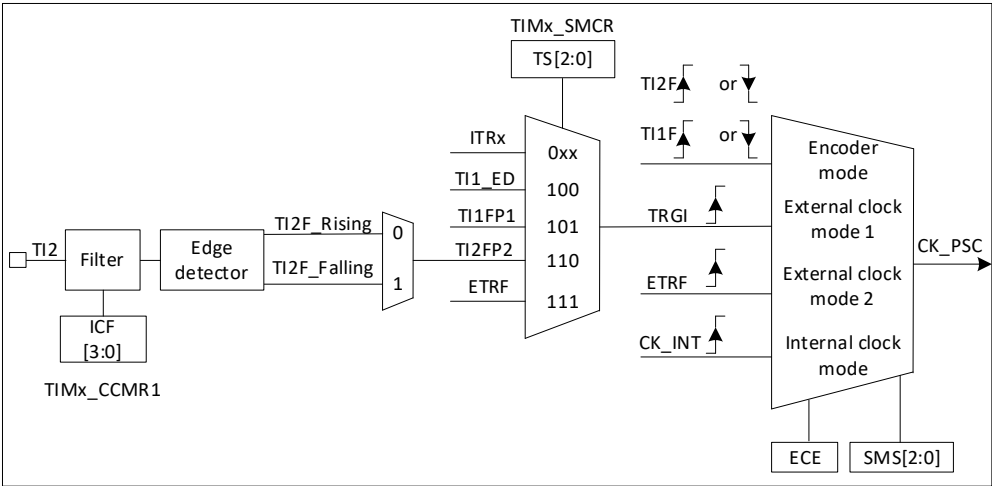 TIMx_SMCR
TS[2:0]
TI2F or
TI1F or
ITRx
0xx
Encoder
mode
TI1_ED
100
TI1FP1
101
TRGI
External clock
mode 1
TI2
Filter
Edge
detector
TI2F_Rising
0
TI2F_Falling
1
TI2FP2
110
CK_PSC
ETRF
111
ETRF
External clock
mode 2
ICF
[3:0]
TIMx_CCMR1
CK_INT
Internal clock
mode
ECE
SMS[2:0]